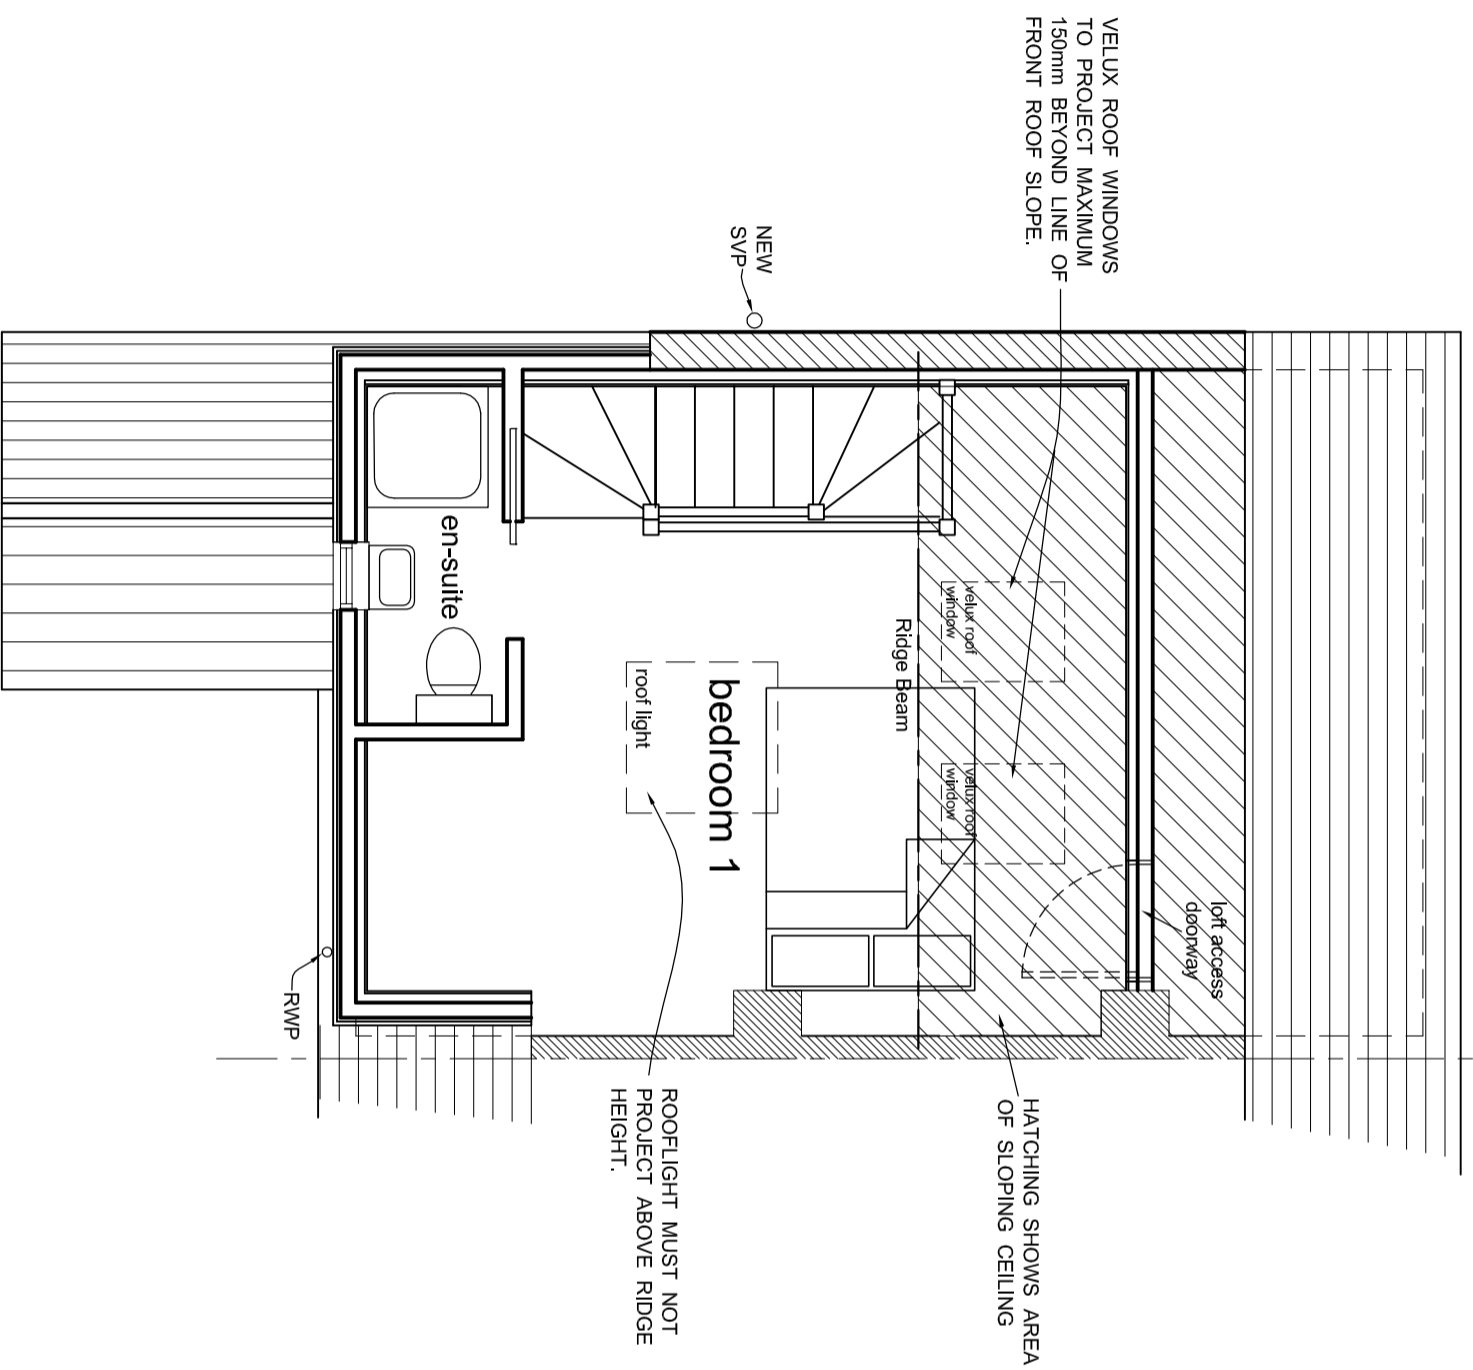 VELUX ROOF WINDOWS
TO PROJECT MAXIMUM
150mm BEYOND LINE OF
FRONT ROOF SLOPE.
NEW
SVP
loft access
doorway
velux roof
window
velux roof
window
Ridge Beam
bedroom 1
roof light
en-suite
RWP
HATCHING SHOWS AREA
OF SLOPING CEILING
ROOFLIGHT MUST NOT
PROJECT ABOVE RIDGE
HEIGHT.